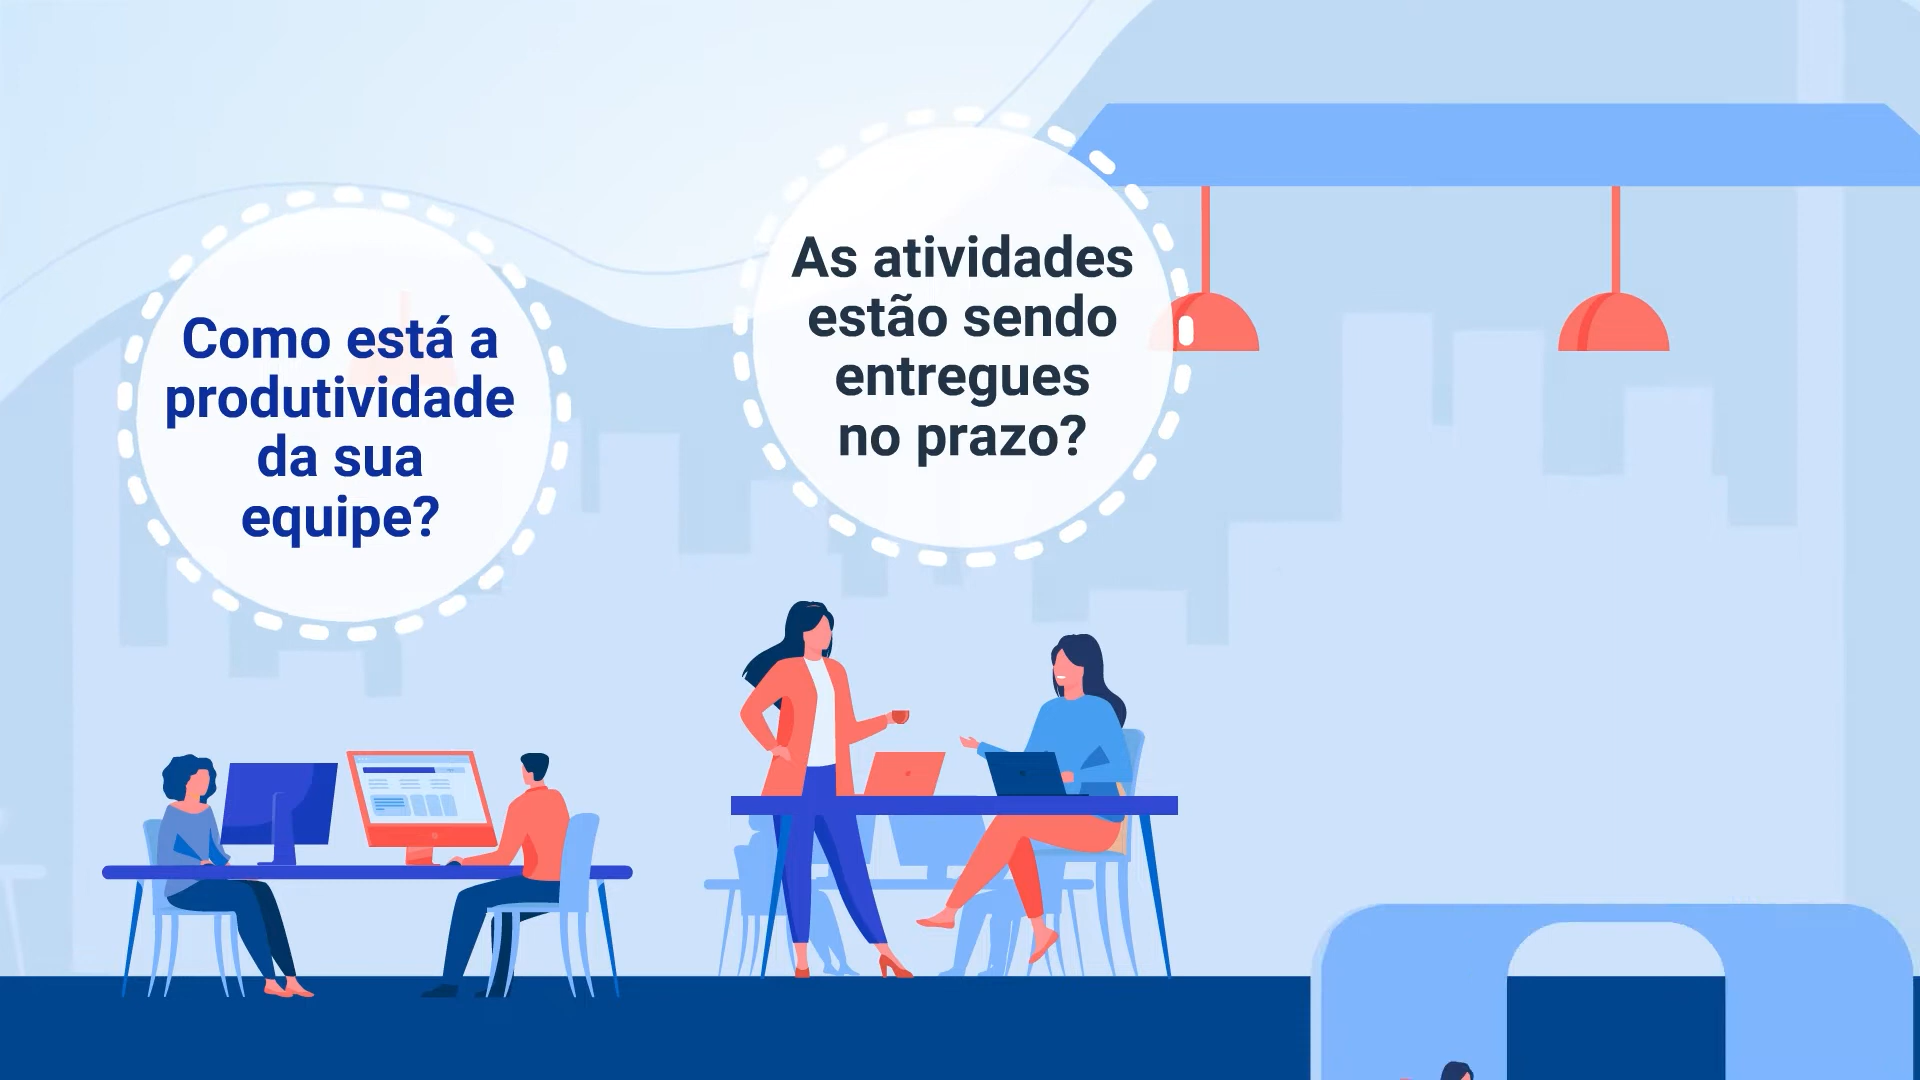 Como está a
produtividade
da sua
equipe?
As atividades
estão sendo
entregues
no prazo?